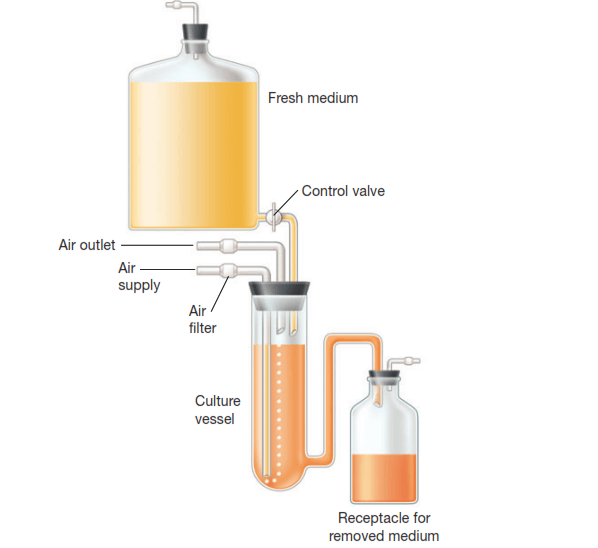 Fresh medium
Control valve
Air outlet
Air
supply
Air
filter
Culture
vessel
Receptacle for
removed medium